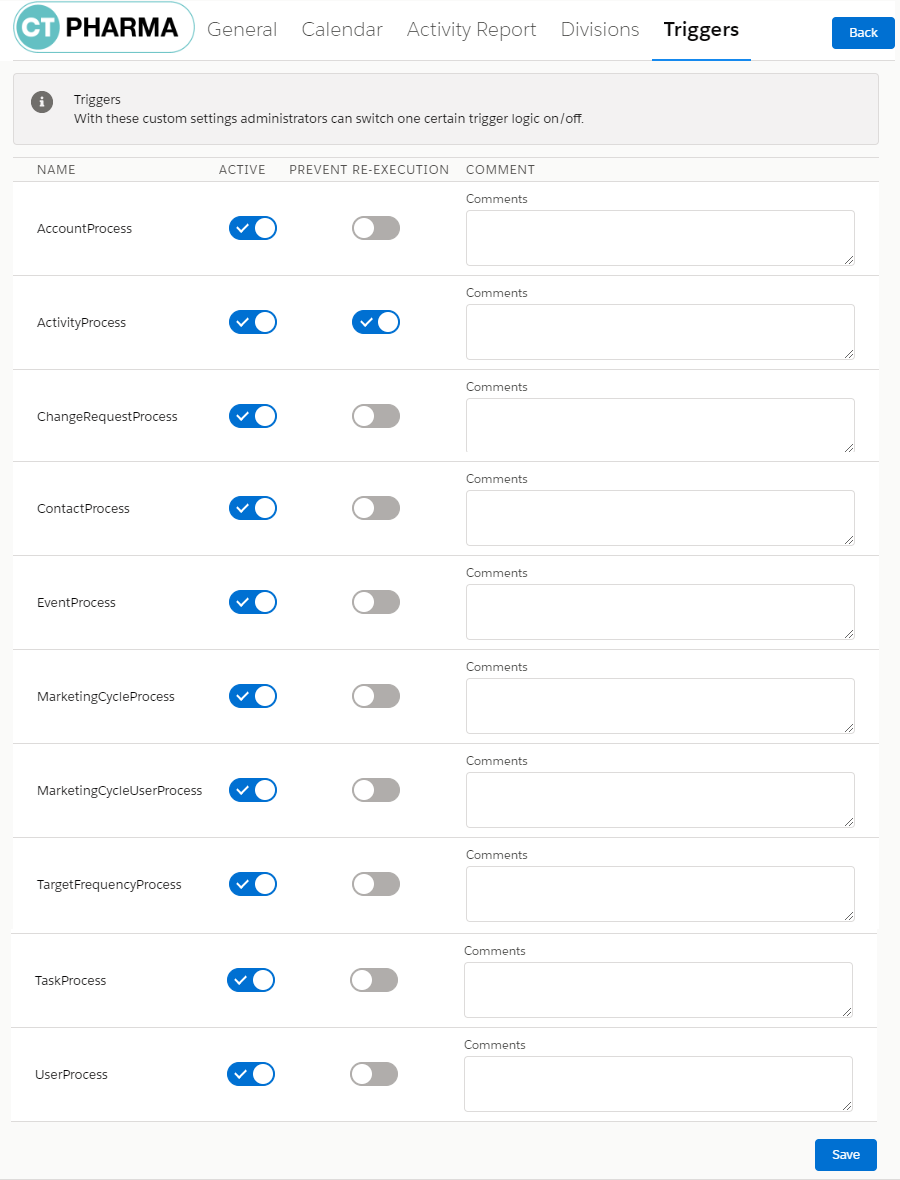 CT PHARMA General Calendar Activity Report Divisions Triggers Back
Triggers
With these custom settings administrators can switch one certain trigger logic on/off.
NAME ACTIVE PREVENT RE-EXECUTION COMMENT
Comments
AccountProcess
Comments
ActivityProcess
Comments
ChangeRequestProcess
Comments
ContactProcess
Comments
EventProcess
Comments
MarketingCycleProcess
Comments
MarketingCycleUserProcess
Comments
TargetFrequencyProcess
Comments
TaskProcess
Comments
UserProcess
Save